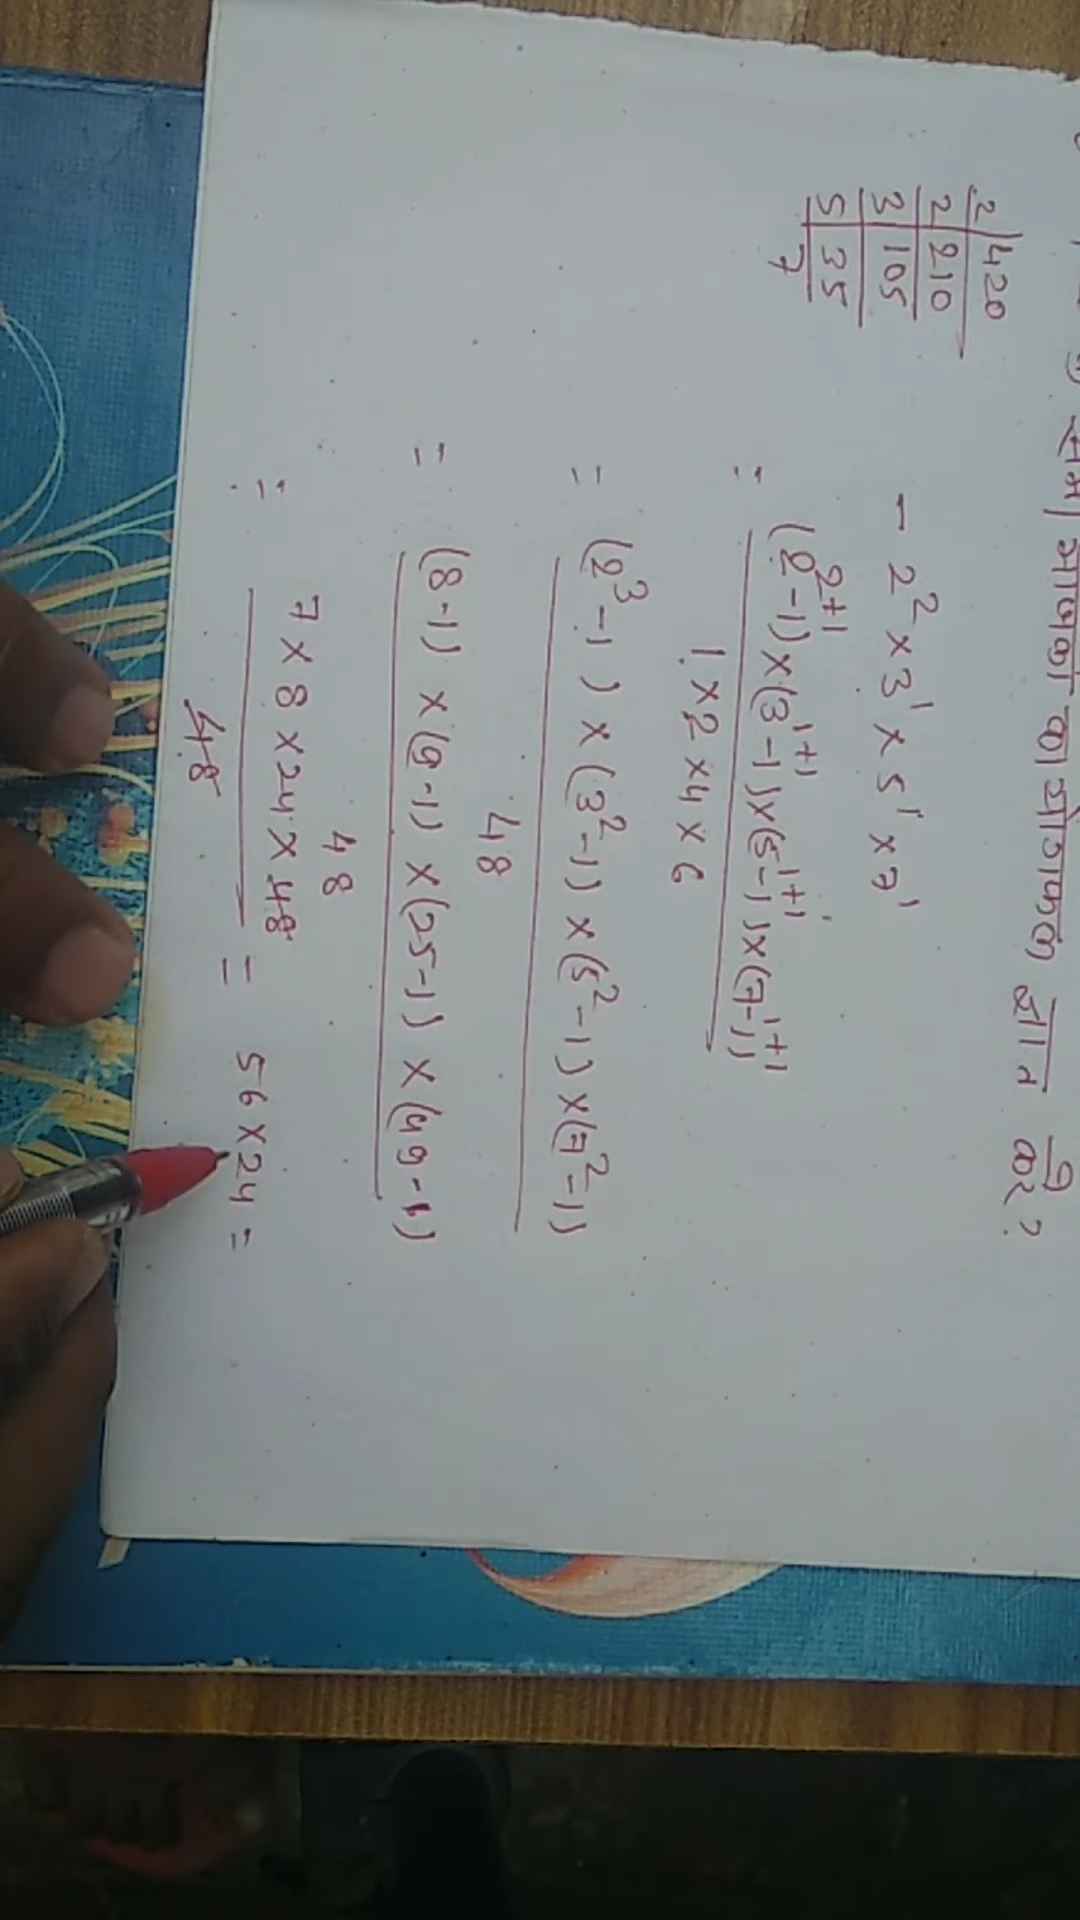 सभी भाजकों का योगफल ज्ञात करें?
2 | 420
2 | 210
3 | 105
5 | 35
7
- 2² × 3¹ × 5¹ × 7¹
= (2²⁺¹-1) × (3¹⁺¹-1) × (5¹⁺¹-1) × (7¹⁺¹-1)
1 × 2 × 4 × 6
= (2³-1) × (3²-1) × (5²-1) × (7²-1)
48
= (8-1) × (9-1) × (25-1) × (49-1)
48
= 7 × 8 × 24 × 48
48
= 56 × 24 =